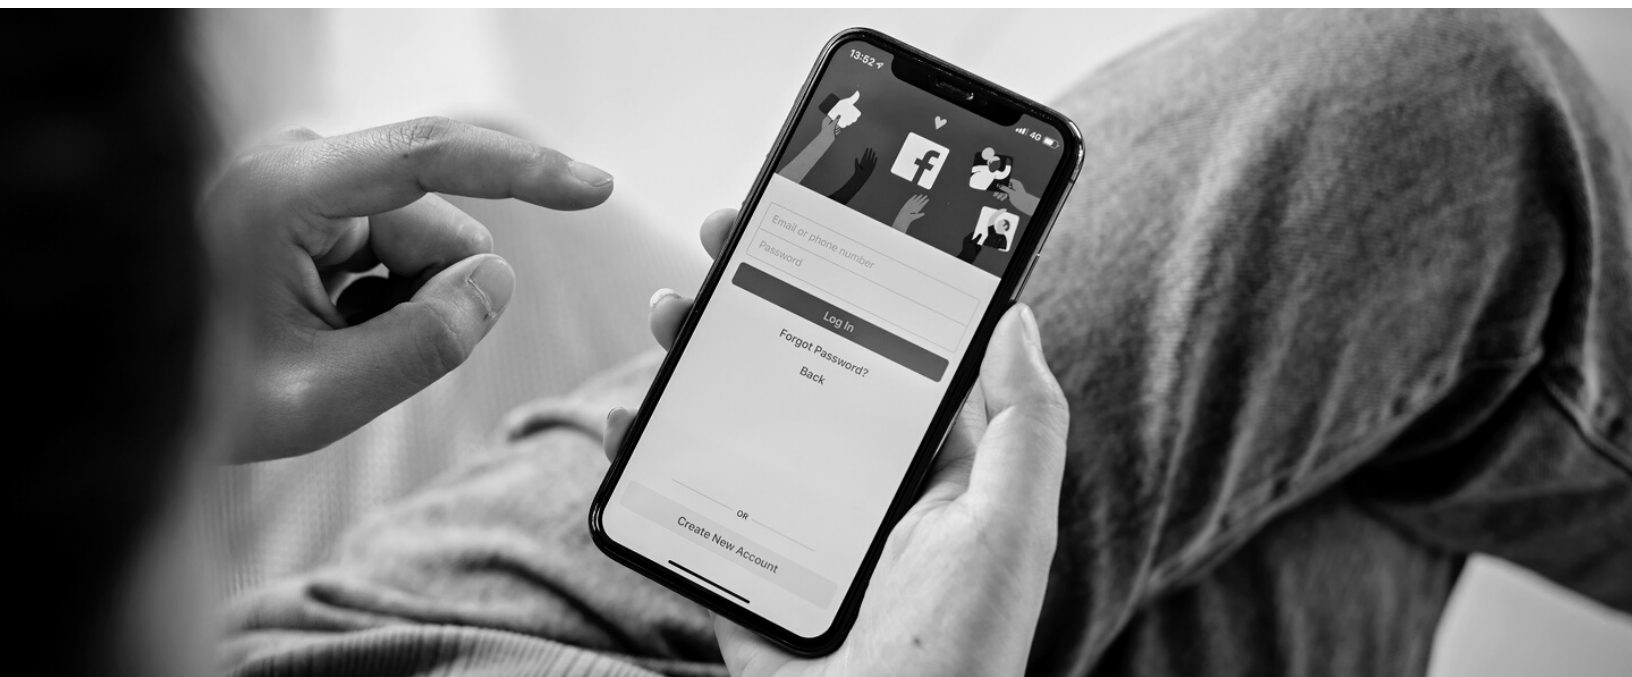 13:52
4G
f
Email or phone number
Password
Log In
Forgot Password?
Back
OR
Create New Account